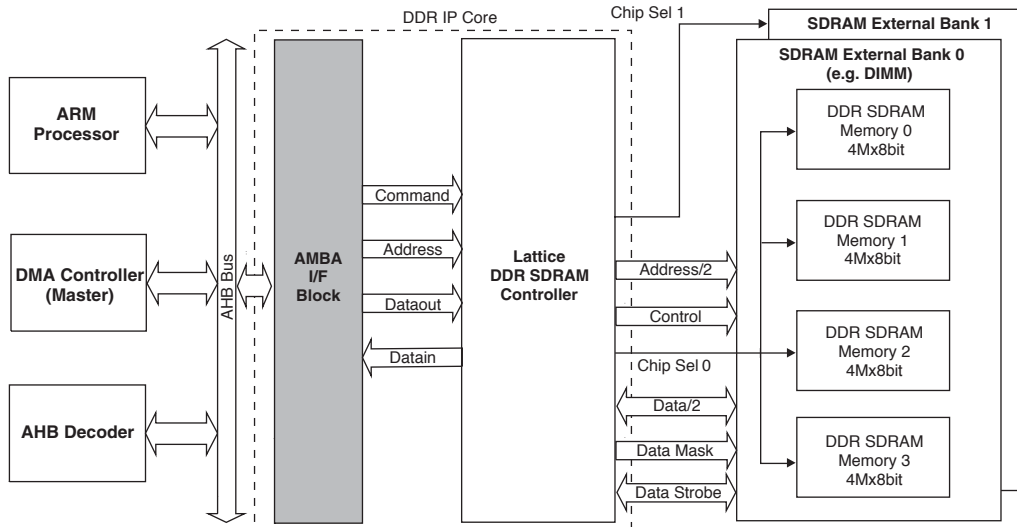 DDR IP Core
Chip Sel 1
SDRAM External Bank 1
SDRAM External Bank 0
(e.g. DIMM)
ARM
Processor
DMA Controller
(Master)
AHB Decoder
AHB Bus
AMBA
I/F
Block
Command
Address
Dataout
Datain
Lattice
DDR SDRAM
Controller
Address/2
Control
Chip Sel 0
Data/2
Data Mask
Data Strobe
DDR SDRAM
Memory 0
4Mx8bit
DDR SDRAM
Memory 1
4Mx8bit
DDR SDRAM
Memory 2
4Mx8bit
DDR SDRAM
Memory 3
4Mx8bit